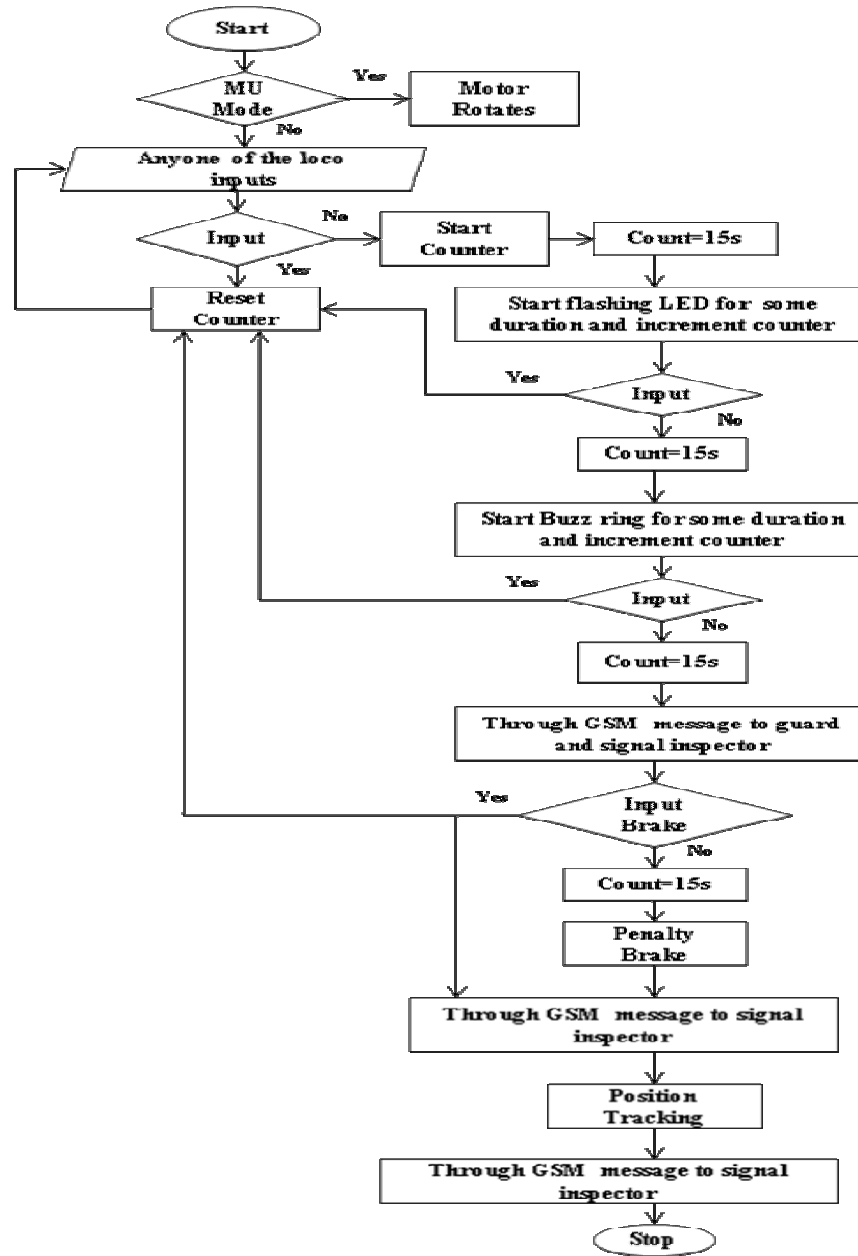 Start
MU
Mode
Yes
Motor
Rotates
No
Anyone of the loco
inputs
Input
No
Start
Counter
Count=15s
Yes
Reset
Counter
Start flashing LED for some
duration and increment counter
Yes
Input
No
Count=15s
Start Buzz ring for some duration
and increment counter
Yes
Input
No
Count=15s
Through GSM message to guard
and signal inspector
Yes
Input
Brake
No
Count=15s
Penalty
Brake
Through GSM message to signal
inspector
Position
Tracking
Through GSM message to signal
inspector
Stop